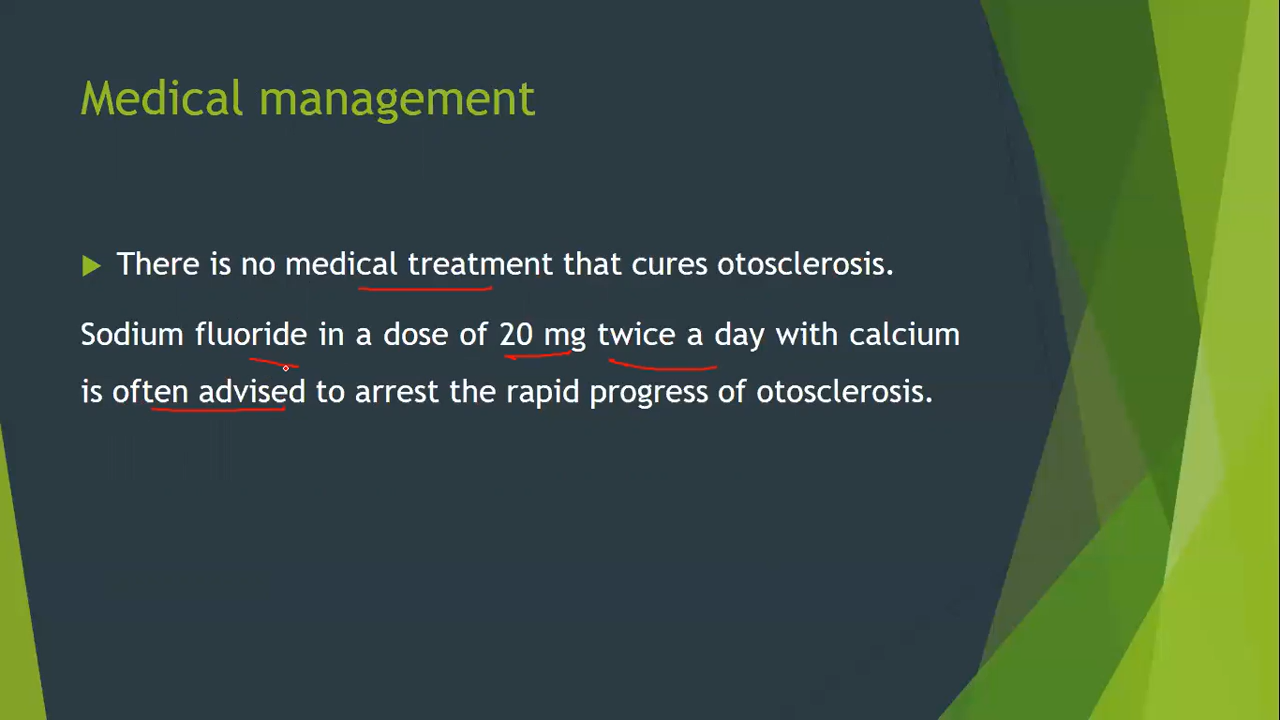 Medical management
There is no medical treatment that cures otosclerosis.
Sodium fluoride in a dose of 20 mg twice a day with calcium
is often advised to arrest the rapid progress of otosclerosis.